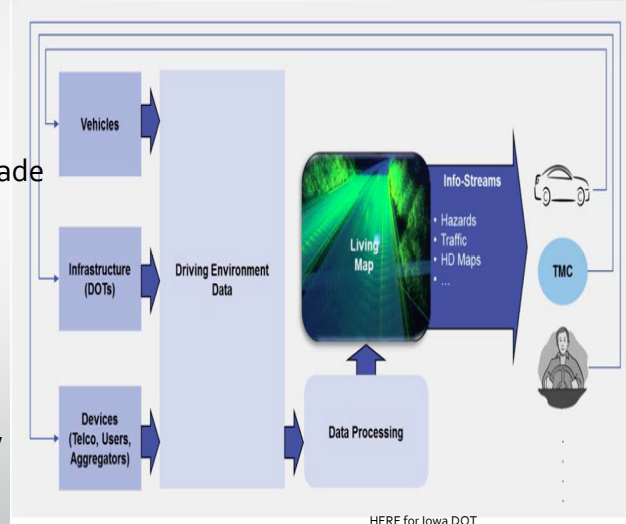 ade
Vehicles
Infrastructure
(DOTs)
Devices
(Telco, Users,
Aggregators)
Driving Environment
Data
Data Processing
Living
Map
Info-Streams
• Hazards
• Traffic
• HD Maps
• ...
TMC
HERE for Iowa DOT